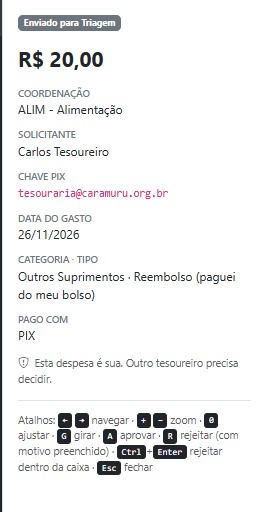 Enviado para Triagem
R$ 20,00
COORDENAÇÃO
ALIM - Alimentação
SOLICITANTE
Carlos Tesoureiro
CHAVE PIX
tesouraria@caramuru.org.br
DATA DO GASTO
26/11/2026
CATEGORIA · TIPO
Outros Suprimentos · Reembolso (paguei
do meu bolso)
PAGO COM
PIX
Esta despesa é sua. Outro tesoureiro precisa
decidir.
Atalhos: ← → navegar · + − zoom · 0
ajustar · G girar · A aprovar · R rejeitar (com
motivo preenchido) · Ctrl+Enter rejeitar
dentro da caixa · Esc fechar